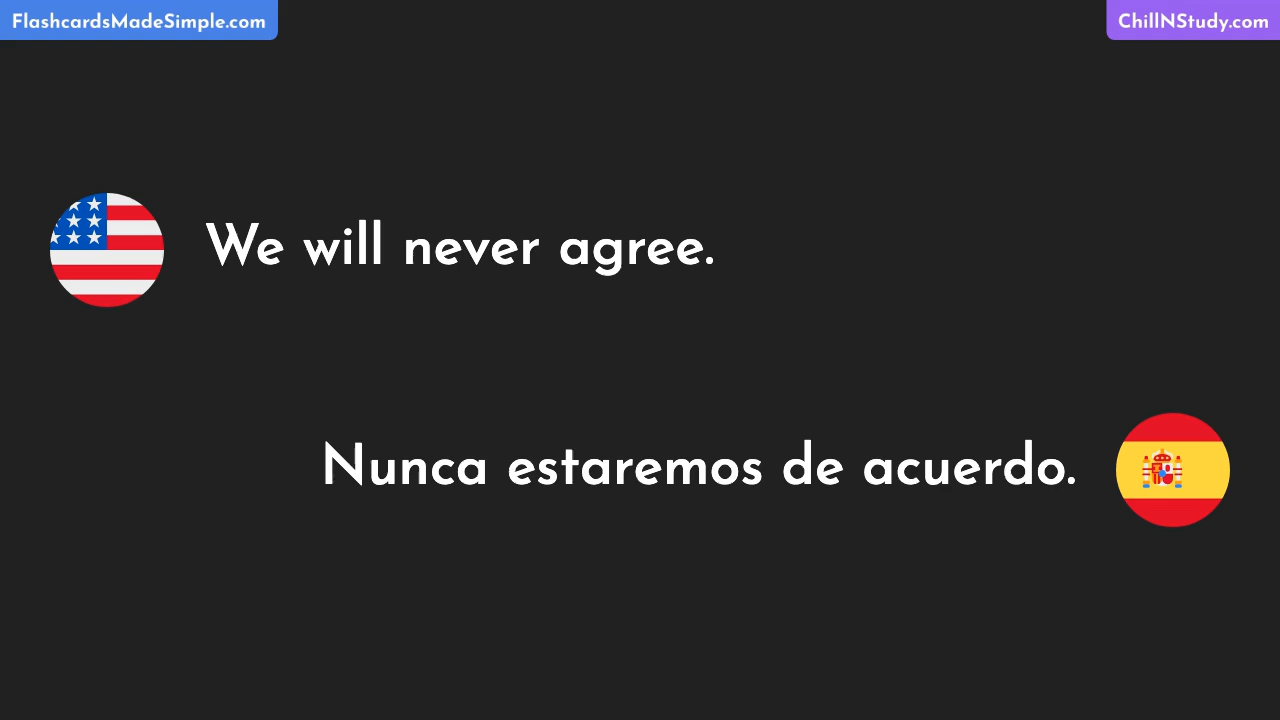 FlashcardsMadeSimple.com
ChillNStudy.com
We will never agree.
Nunca estaremos de acuerdo.